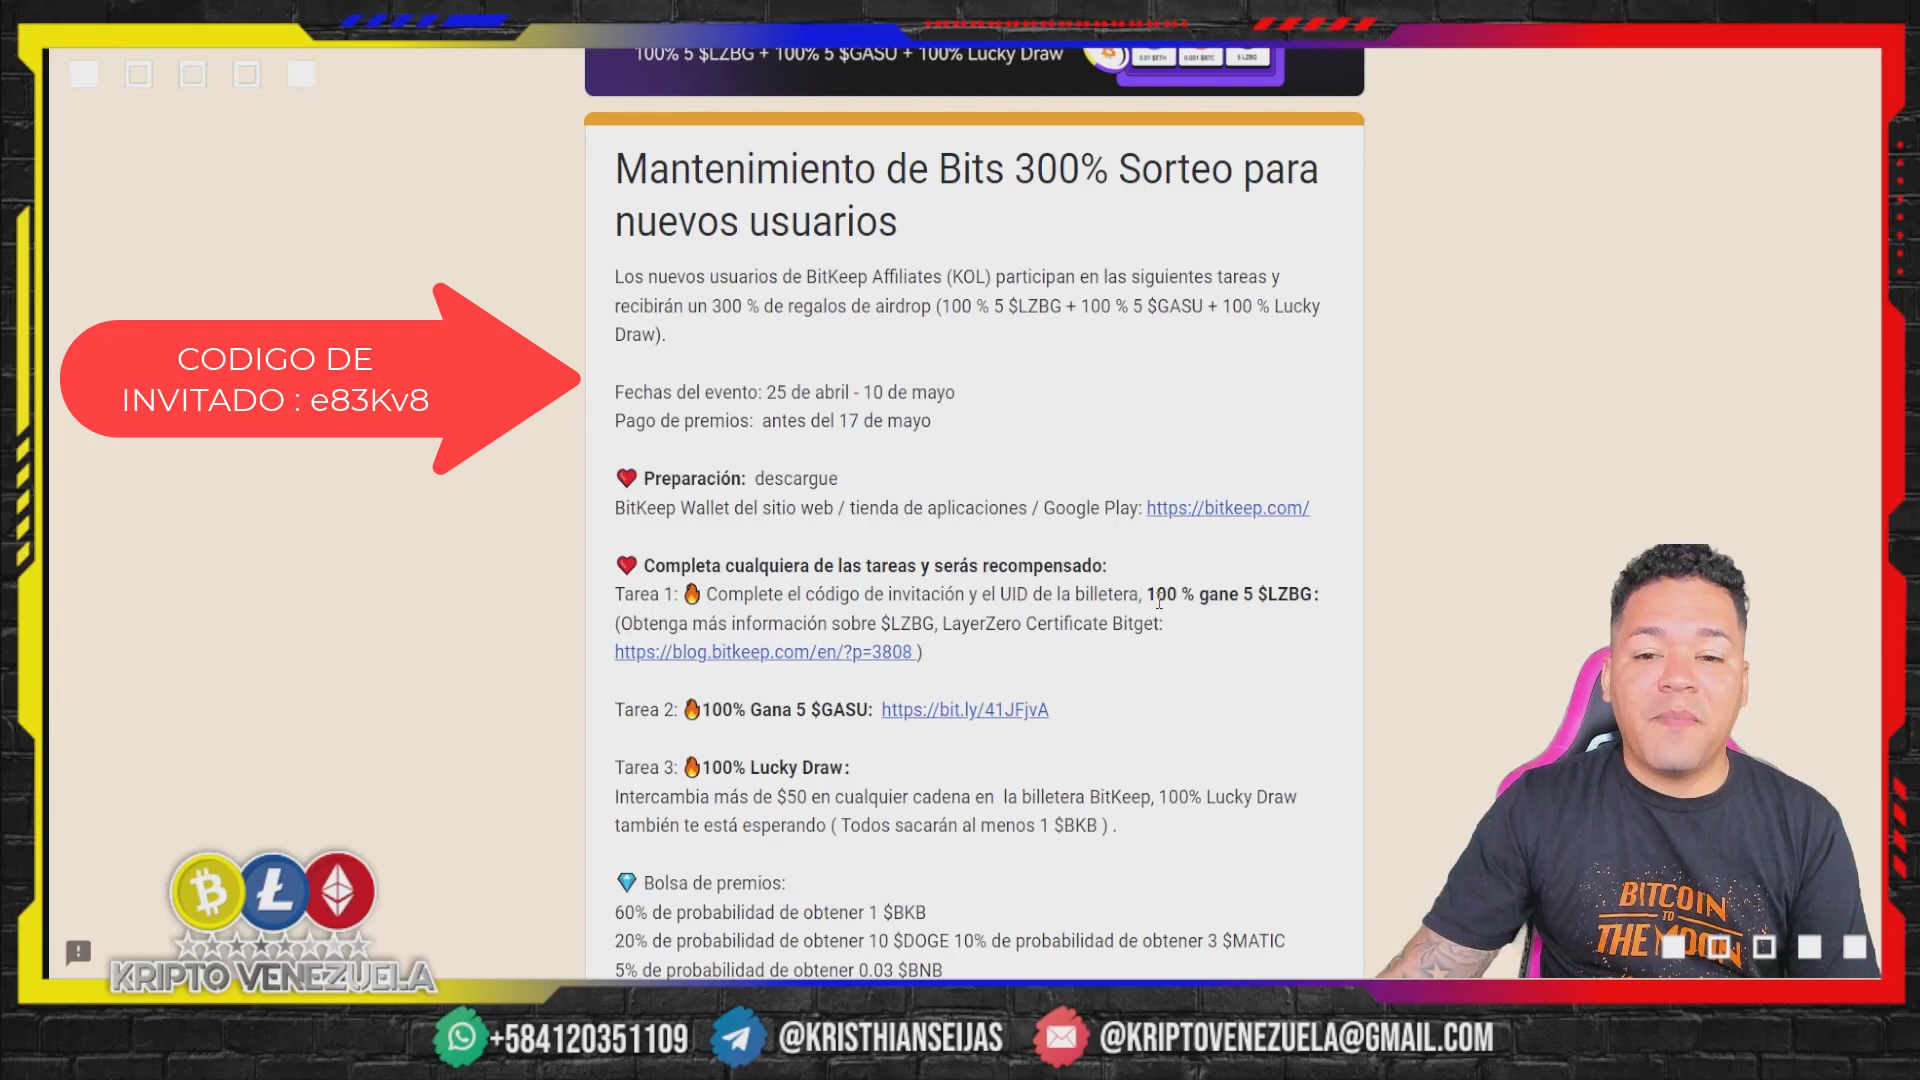 100% 5 $LZBG + 100% 5 $GASU + 100% Lucky Draw
0.01 $ETH
0.001 $BTC
5 LZBG
Mantenimiento de Bits 300% Sorteo para
nuevos usuarios
Los nuevos usuarios de BitKeep Affiliates (KOL) participan en las siguientes tareas y
recibirán un 300 % de regalos de airdrop (100 % 5 $LZBG + 100 % 5 $GASU + 100 % Lucky
Draw).
CODIGO DE
INVITADO : e83Kv8
Fechas del evento: 25 de abril - 10 de mayo
Pago de premios:  antes del 17 de mayo
❤️ Preparación:  descargue
BitKeep Wallet del sitio web / tienda de aplicaciones / Google Play: https://bitkeep.com/
❤️ Completa cualquiera de las tareas y serás recompensado:
Tarea 1: 🔥 Complete el código de invitación y el UID de la billetera, 100 % gane 5 $LZBG:
(Obtenga más información sobre $LZBG, LayerZero Certificate Bitget:
https://blog.bitkeep.com/en/?p=3808 )
Tarea 2: 🔥100% Gana 5 $GASU:  https://bit.ly/41JFjvA
Tarea 3: 🔥100% Lucky Draw:
Intercambia más de $50 en cualquier cadena en  la billetera BitKeep, 100% Lucky Draw
también te está esperando ( Todos sacarán al menos 1 $BKB ) .
💎 Bolsa de premios:
60% de probabilidad de obtener 1 $BKB
20% de probabilidad de obtener 10 $DOGE 10% de probabilidad de obtener 3 $MATIC
5% de probabilidad de obtener 0.03 $BNB
BITCOIN
TO
THE MOON
KRIPTO VENEZUELA
+584120351109
@KRISTHIANSEIJAS
@KRIPTOVENEZUELA@GMAIL.COM